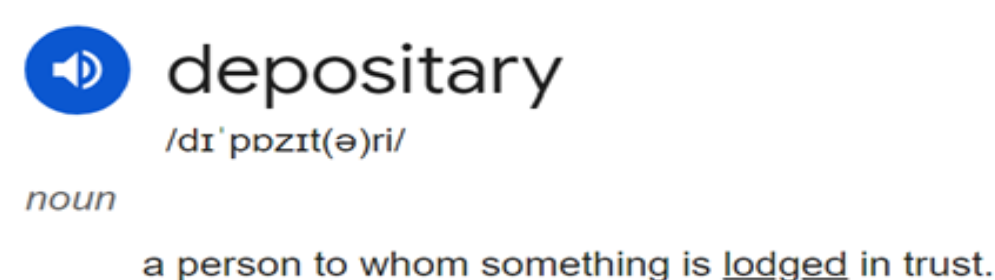 depositary
/dɪˈpɒzɪt(ə)ri/
noun
a person to whom something is lodged in trust.